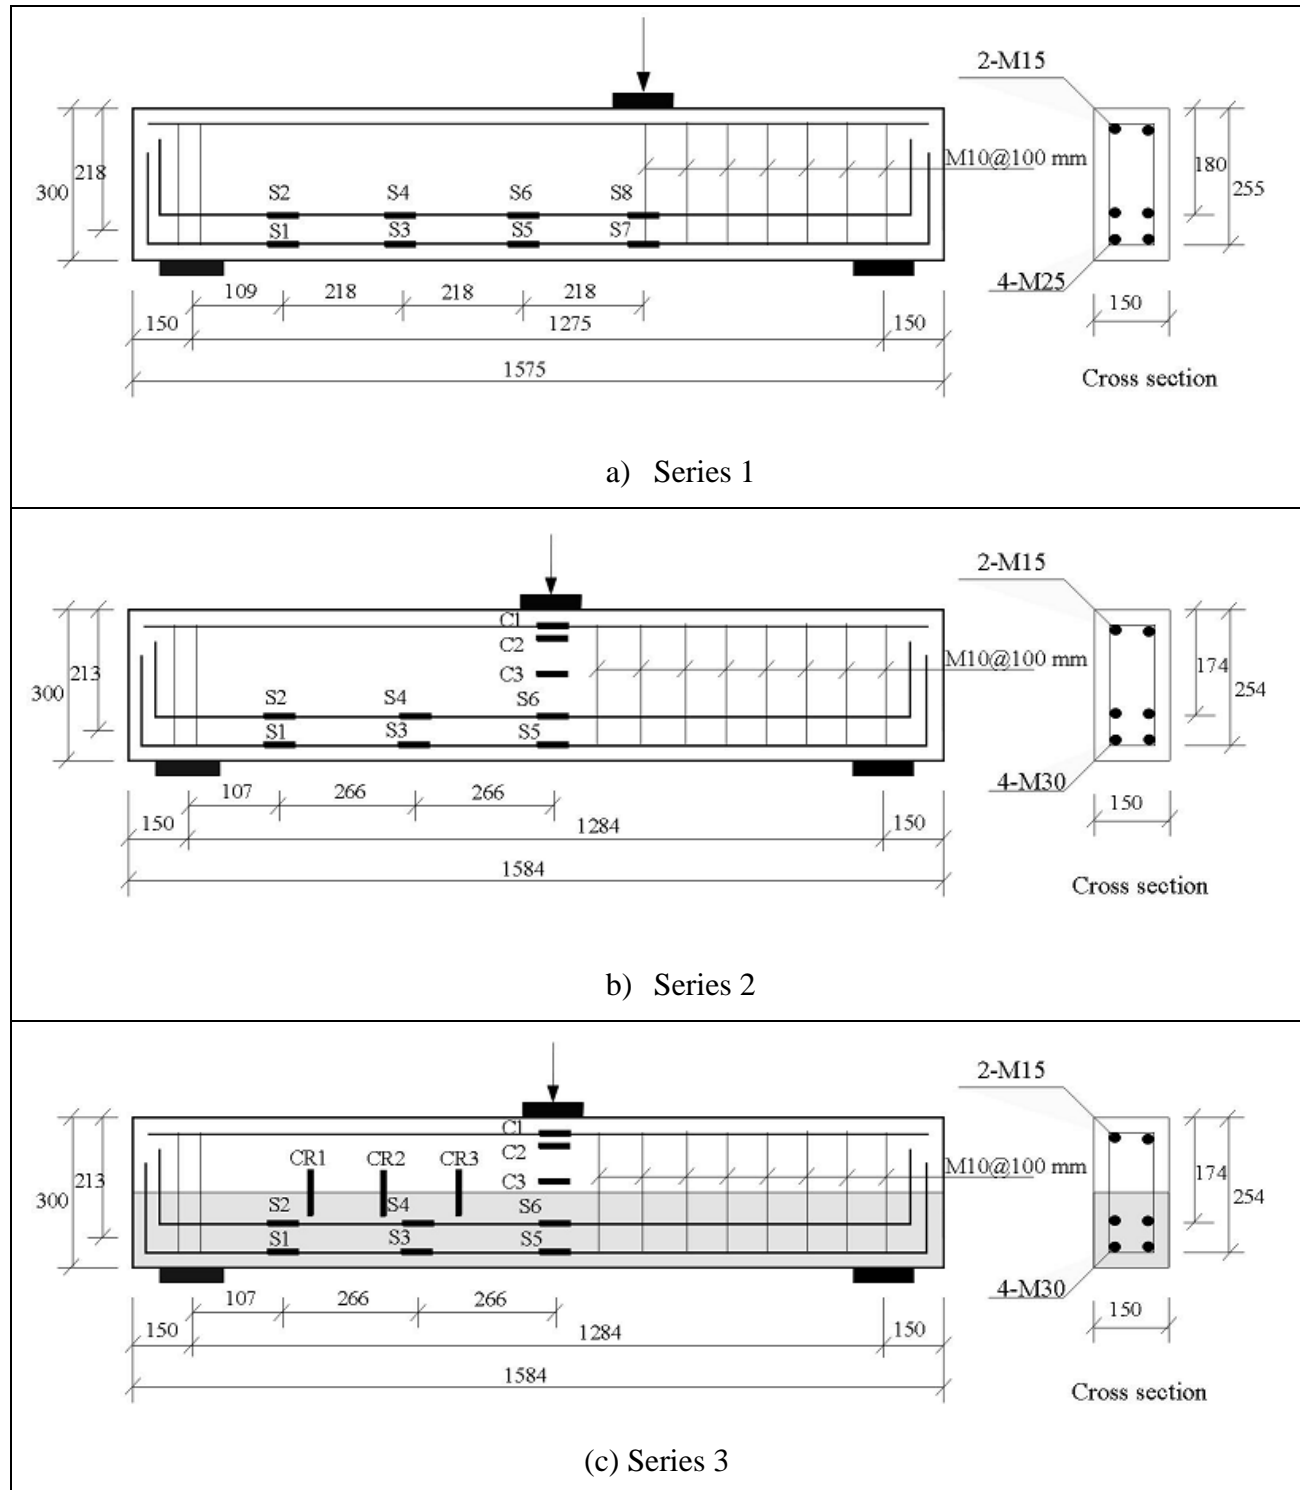 2-M15
300
218
S2
S4
S6
S8
M10@100 mm
180
255
S1
S3
S5
S7
4-M25
109
218
218
218
150
150
1275
150
1575
Cross section
a) Series 1
2-M15
300
213
C1
C2
C3
M10@100 mm
174
254
S2
S4
S6
S1
S3
S5
4-M30
107
266
266
150
150
1284
150
1584
Cross section
b) Series 2
2-M15
300
213
C1
C2
C3
CR1
CR2
CR3
M10@100 mm
174
254
S2
S4
S6
S1
S3
S5
4-M30
107
266
266
150
150
1284
150
1584
Cross section
(c) Series 3